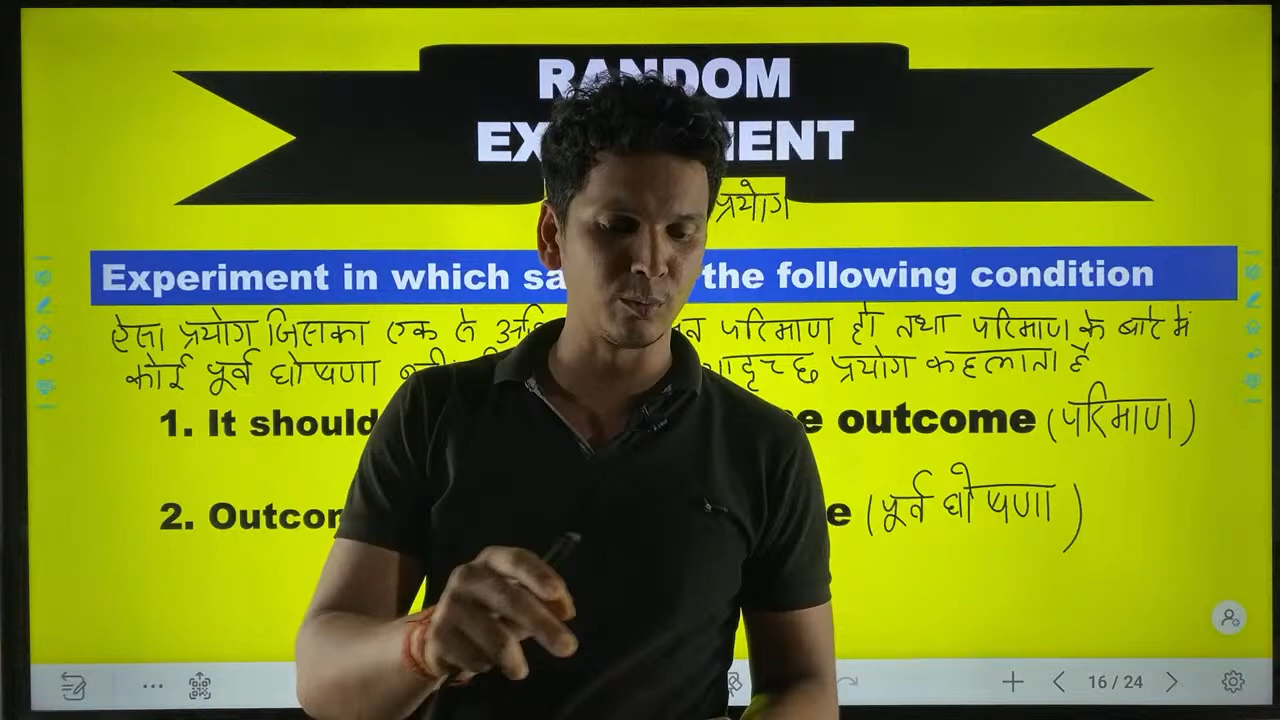 RANDOM
EX ENT
प्रयोग
Experiment in which sa the following condition
ऐसा प्रयोग जिसका एक से परिमाण हो तथा परिमाण के बारे में
कोई पूर्व घोषणा प्रयोग कहलाता है
1. It should outcome (परिमाण)
2. (पूर्व घोषणा)
16 / 24